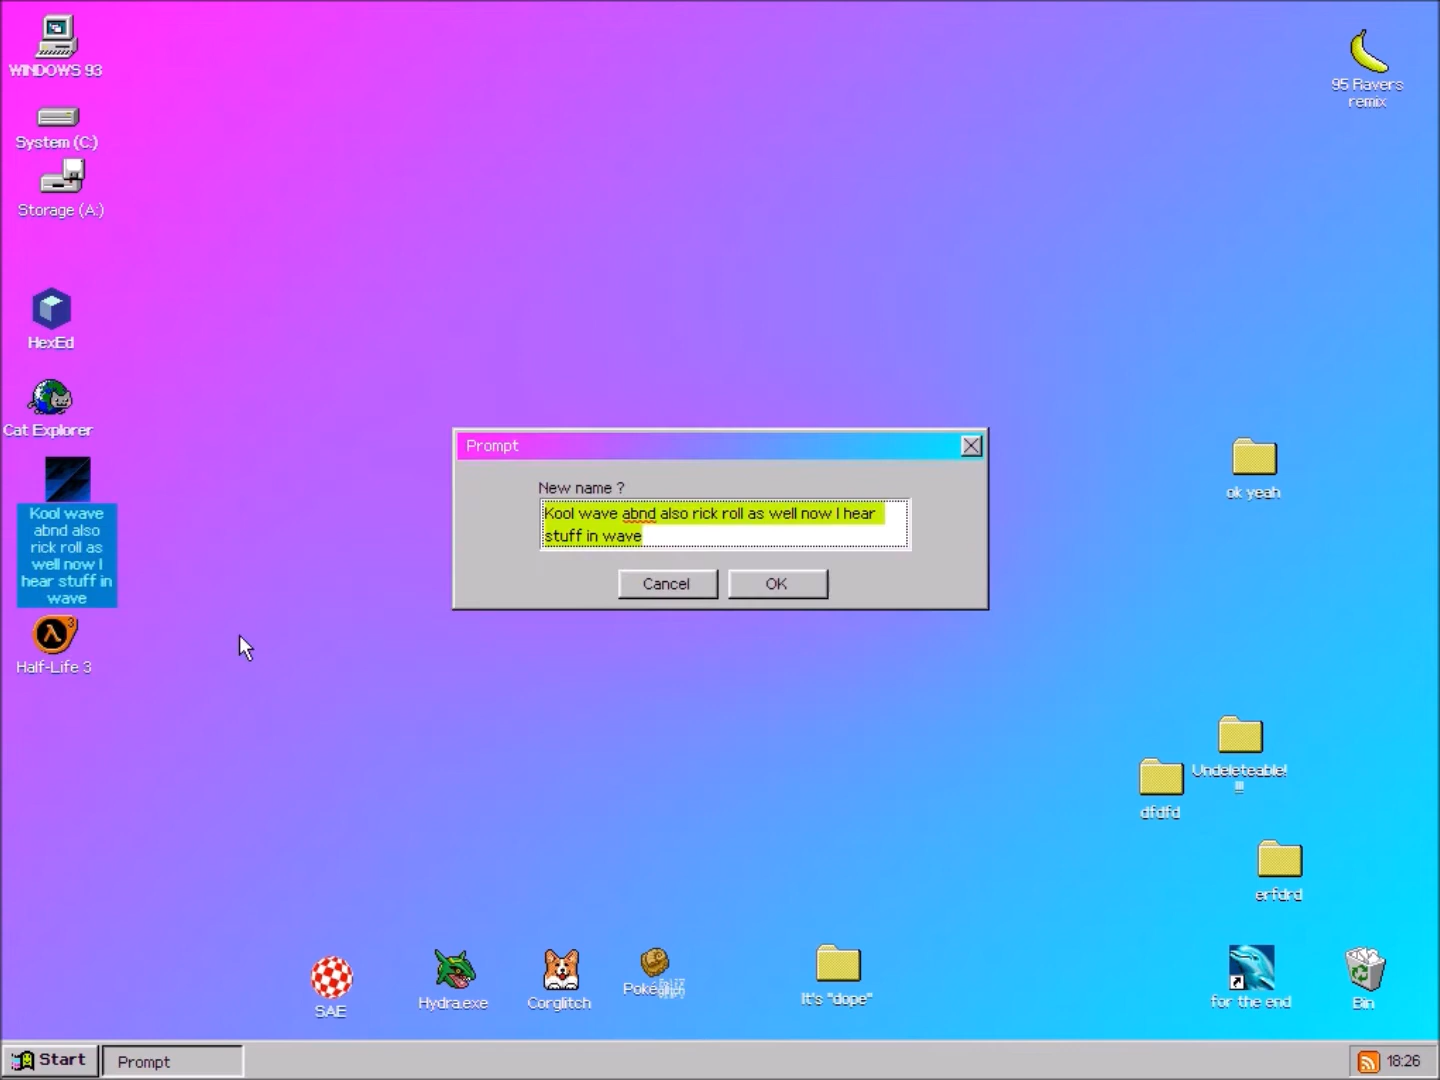 WINDOWS 93
System (C:)
Storage (A:)
HexEd
Cat Explorer
Kool wave
abnd also
rick roll as
well now I
hear stuff in
wave
3
Half-Life 3
95 Ravers
remix
Prompt
New name ?
Kool wave abnd also rick roll as well now I hear
stuff in wave
Cancel
OK
ok yeah
Undeleteable!
dfdfd
erfdrd
SAE
Hydra.exe
Corglitch
It's "dope"
for the end
Bin
Start
Prompt
18:26